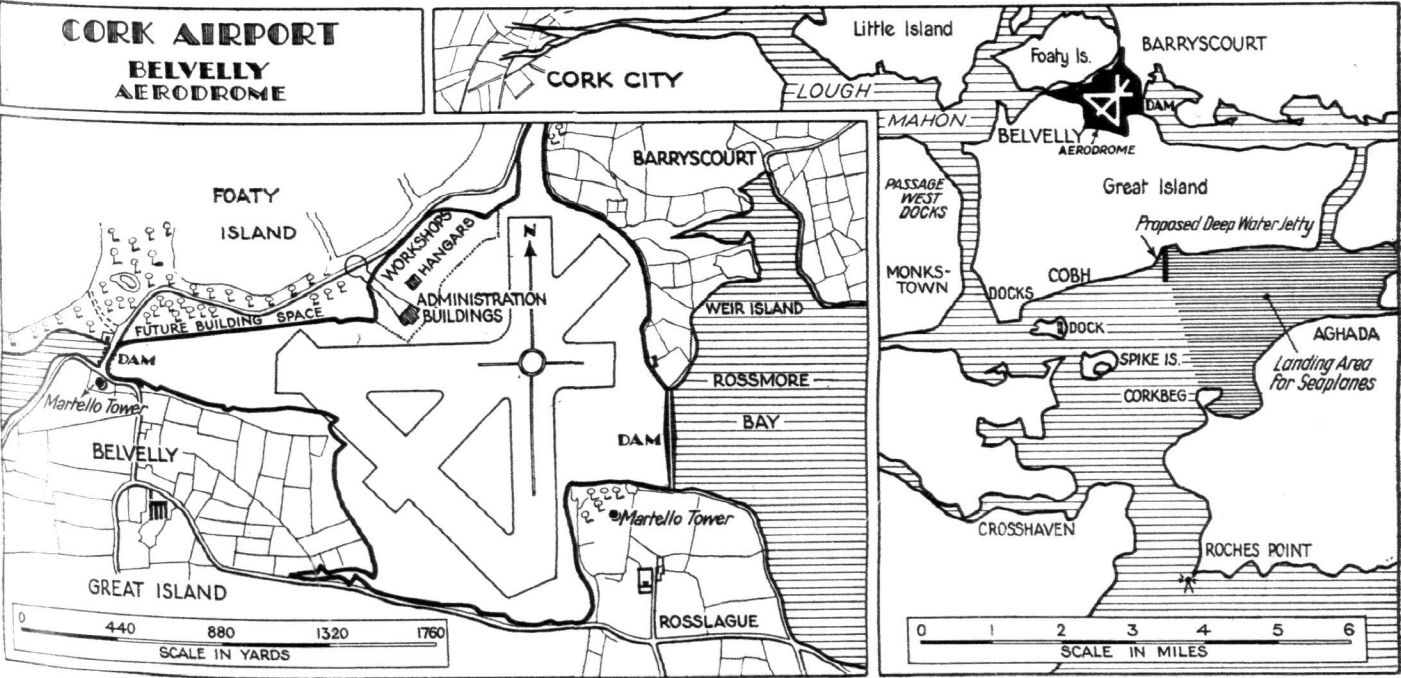 CORK AIRPORT
BELVELLY
AERODROME
CORK CITY
Little Island
Foaty Is.
BARRYSCOURT
LOUGH
MAHON
DAM
BELVELLY
AERODROME
Great Island
PASSAGE
WEST
DOCKS
Proposed Deep Water Jetty
MONKS-
TOWN
COBH
DOCKS
DOCK
SPIKE IS.
AGHADA
Landing Area
For Seaplanes
CORKBEG
CROSSHAVEN
ROCHES POINT
0 1 2 3 4 5 6
SCALE IN MILES
FOATY
ISLAND
BARRYSCOURT
WORKSHOPS
HANGARS
N
ADMINISTRATION
BUILDINGS
FUTURE BUILDING SPACE
WEIR ISLAND
DAM
Martello Tower
ROSSMORE
BAY
DAM
BELVELLY
Martello Tower
GREAT ISLAND
ROSSLAGUE
0 440 880 1320 1760
SCALE IN YARDS